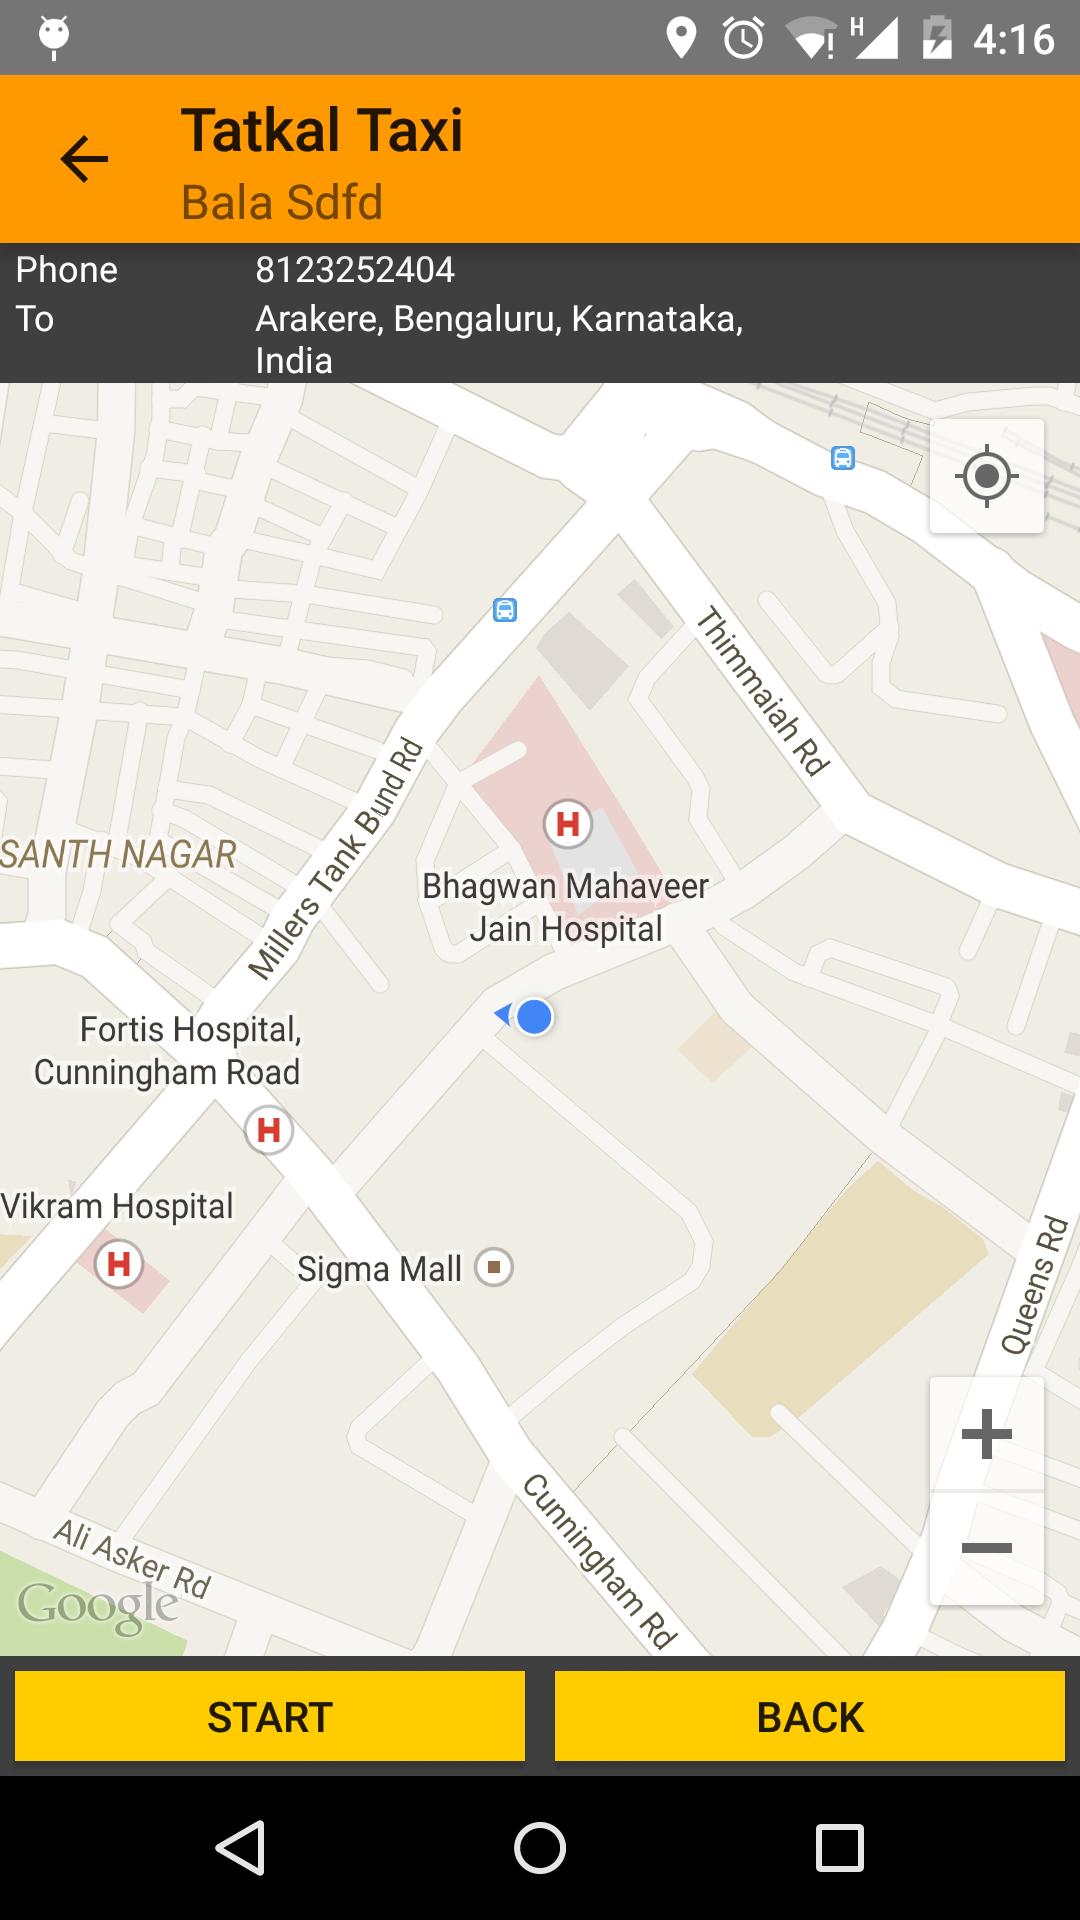 H 4:16
Tatkal Taxi
Bala Sdfd
Phone 8123252404
To Arakere, Bengaluru, Karnataka,
India
Thimmaiah Rd
Millers Tank Bund Rd
SANTH NAGAR
H
Bhagwan Mahaveer
Jain Hospital
Fortis Hospital,
Cunningham Road
H
Vikram Hospital
H
Sigma Mall
Queens Rd
Cunningham Rd
Ali Asker Rd
Google
START BACK